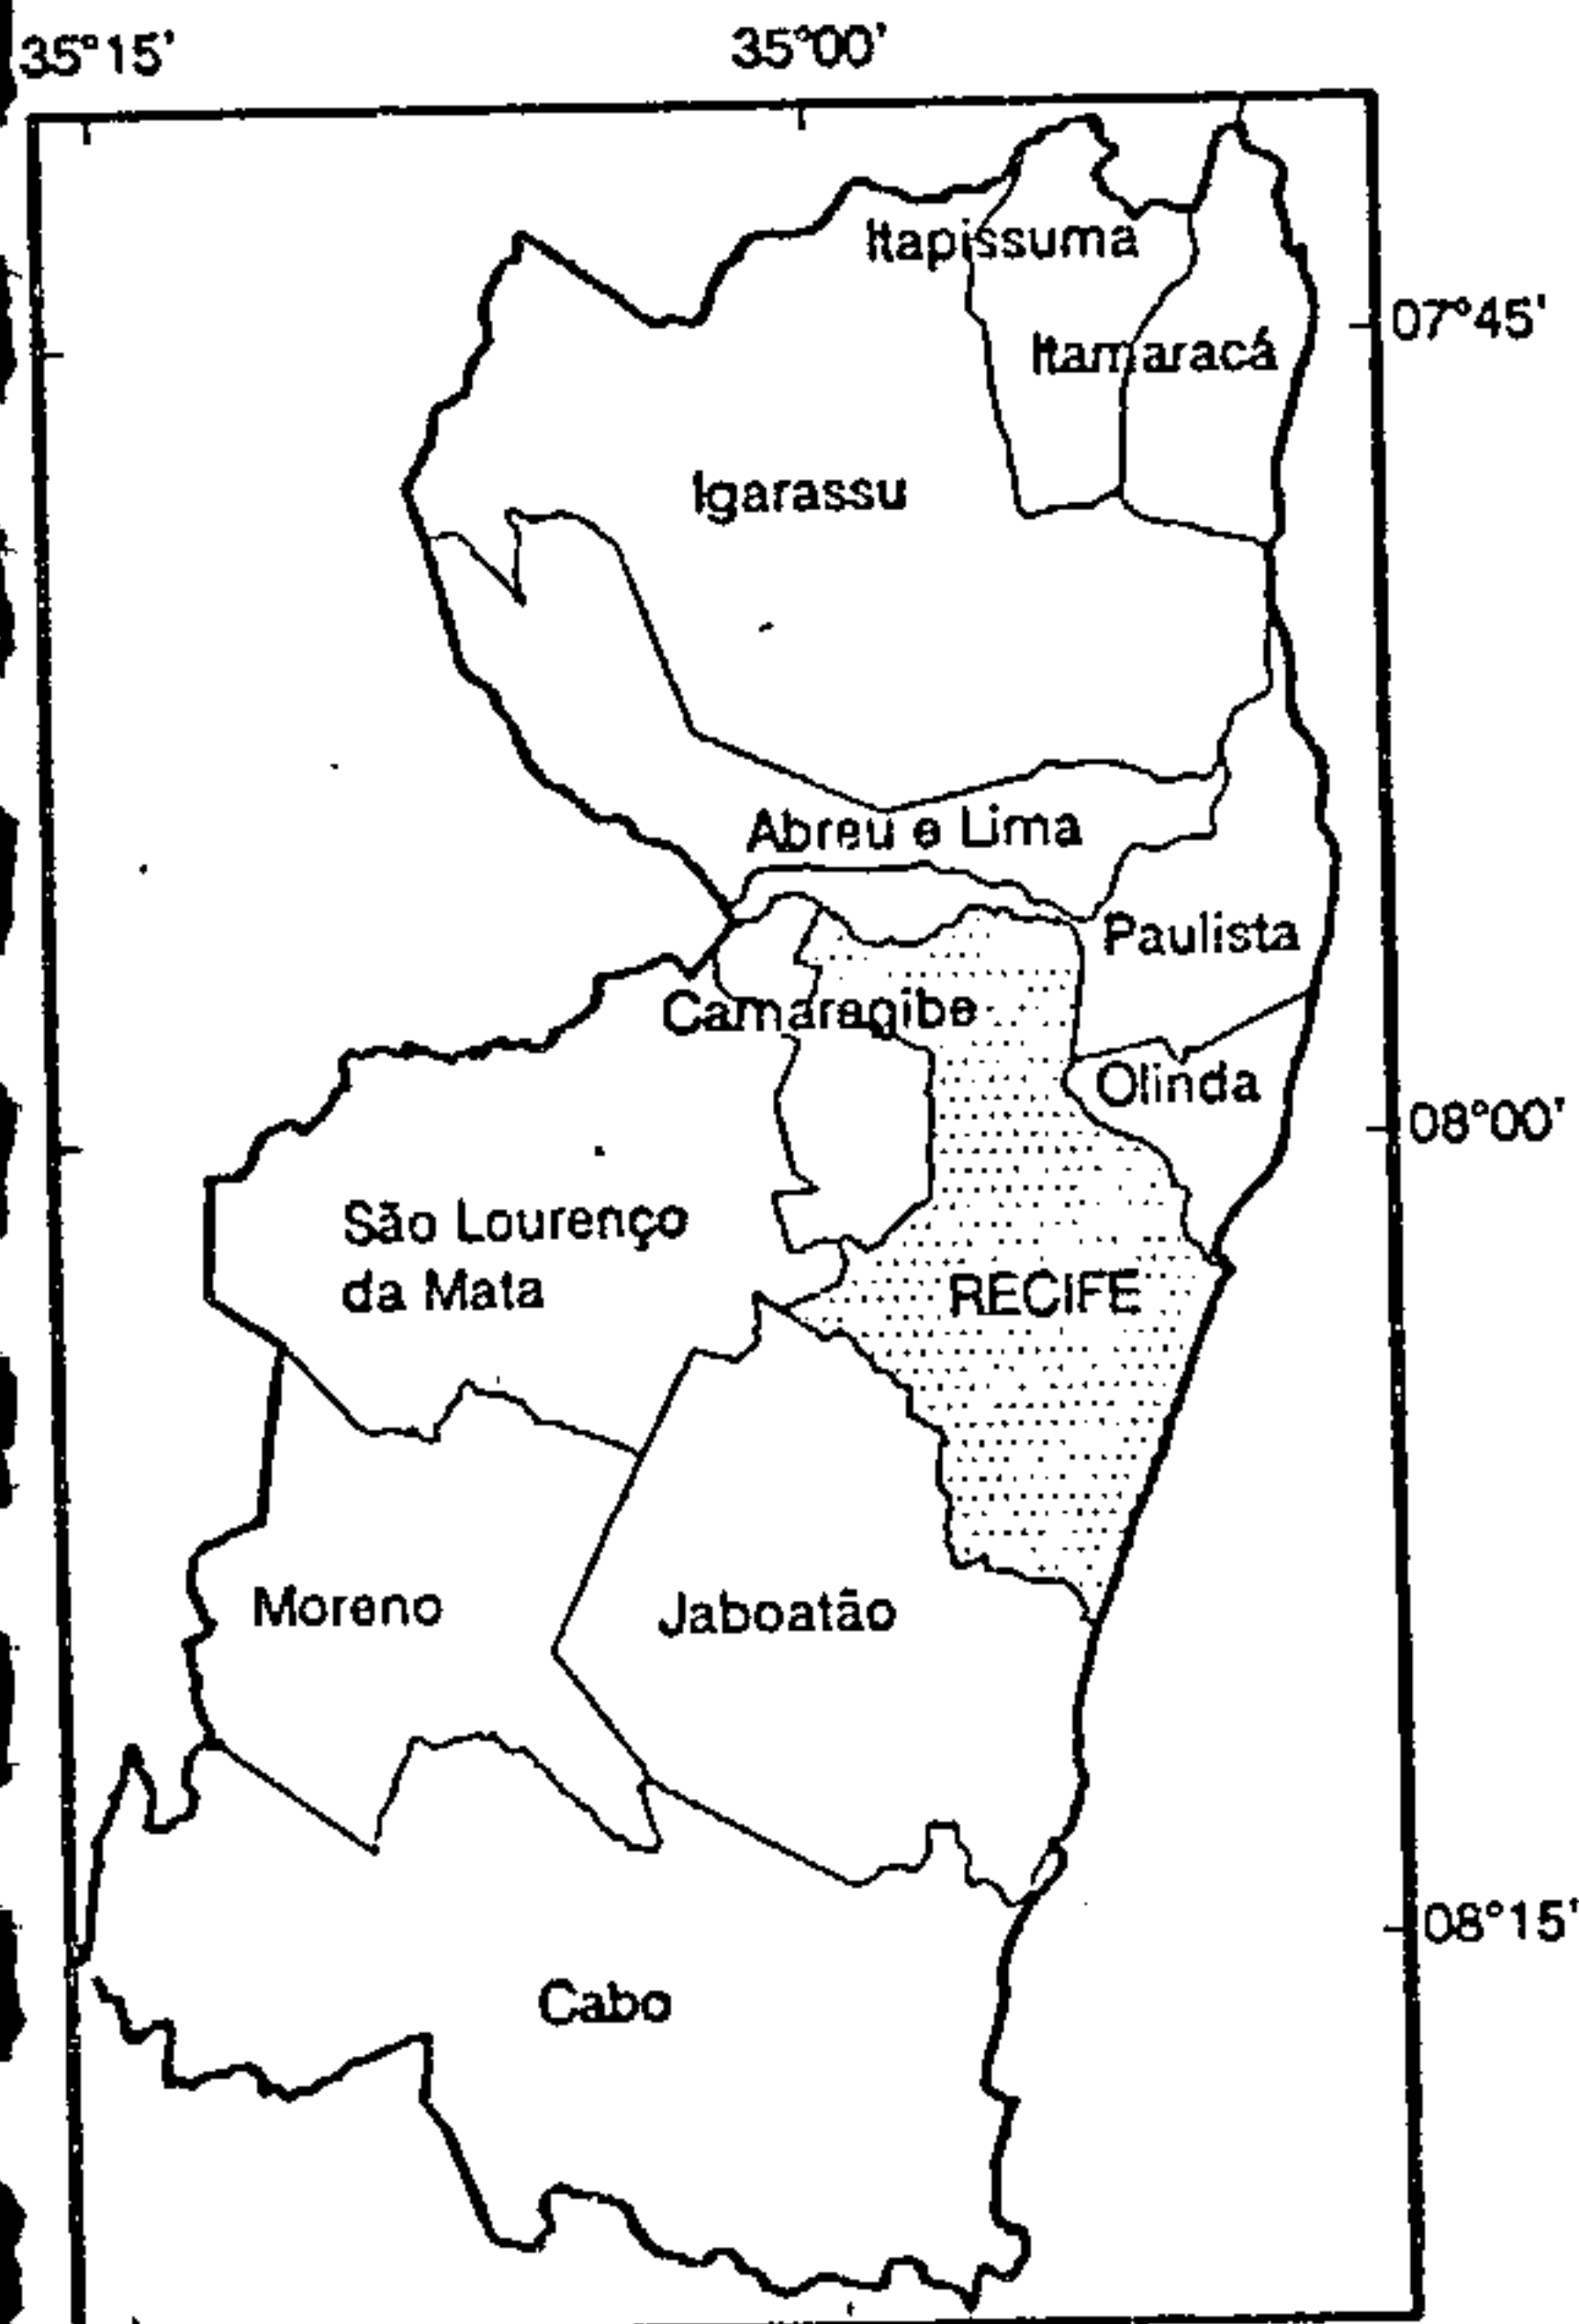 35°15'
35°00'
Itapissuma
07°45'
Itamaracá
Igarassu
Abreu e Lima
Paulista
Camaragibe
Olinda
08°00'
São Lourenço
da Mata
RECIFE
Moreno
Jaboatão
08°15'
Cabo